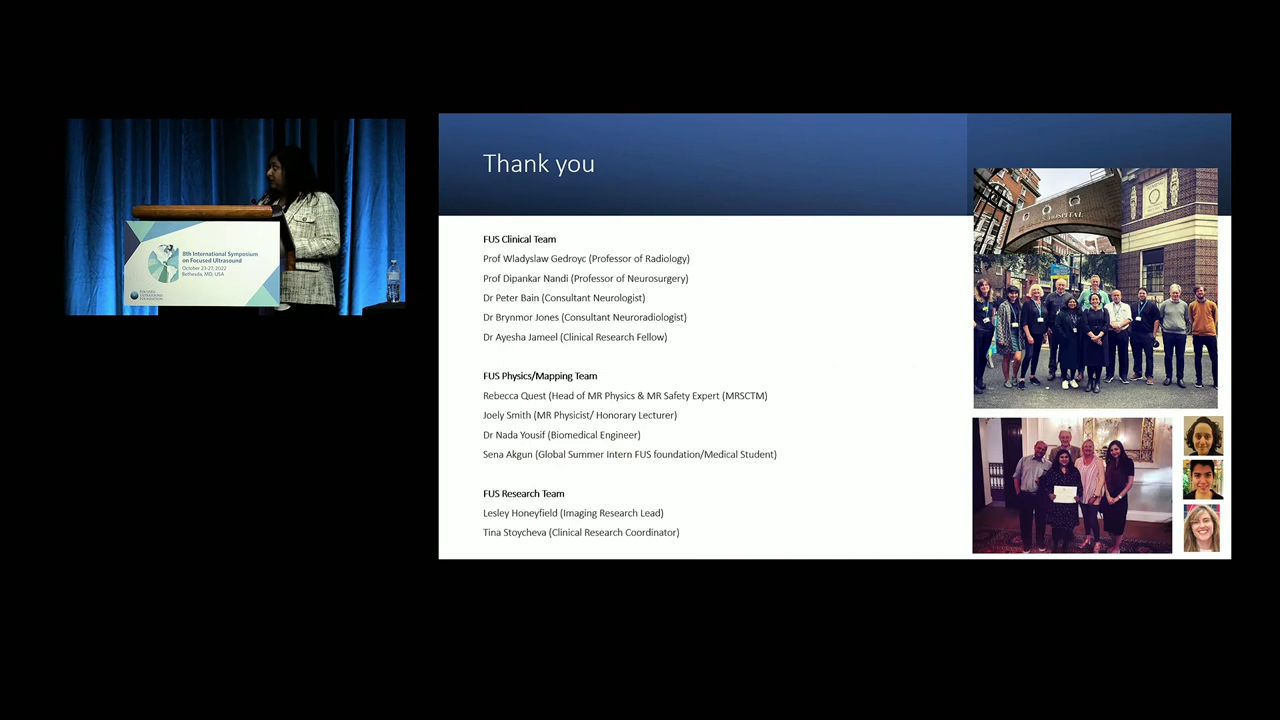 8th International Symposium
on Focused Ultrasound
October 23-27, 2022
Bethesda, MD, USA
FOCUSED
ULTRASOUND
FOUNDATION
Thank you
FUS Clinical Team
Prof Wladyslaw Gedroyc (Professor of Radiology)
Prof Dipankar Nandi (Professor of Neurosurgery)
Dr Peter Bain (Consultant Neurologist)
Dr Brynmor Jones (Consultant Neuroradiologist)
Dr Ayesha Jameel (Clinical Research Fellow)
FUS Physics/Mapping Team
Rebecca Quest (Head of MR Physics & MR Safety Expert (MRSCTM)
Joely Smith (MR Physicist/ Honorary Lecturer)
Dr Nada Yousif (Biomedical Engineer)
Sena Akgun (Global Summer Intern FUS foundation/Medical Student)
FUS Research Team
Lesley Honeyfield (Imaging Research Lead)
Tina Stoycheva (Clinical Research Coordinator)
HOSPITAL